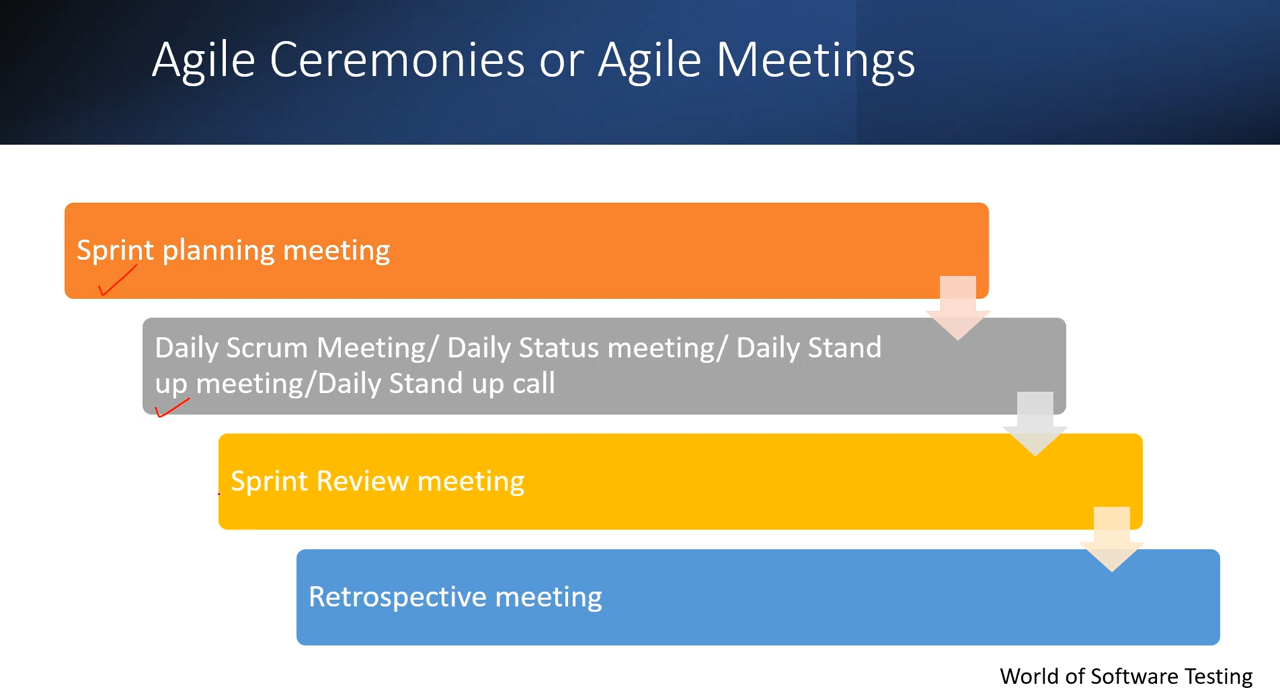 Agile Ceremonies or Agile Meetings
Sprint planning meeting
Daily Scrum Meeting/ Daily Status meeting/ Daily Stand
up meeting/Daily Stand up call
Sprint Review meeting
Retrospective meeting
World of Software Testing